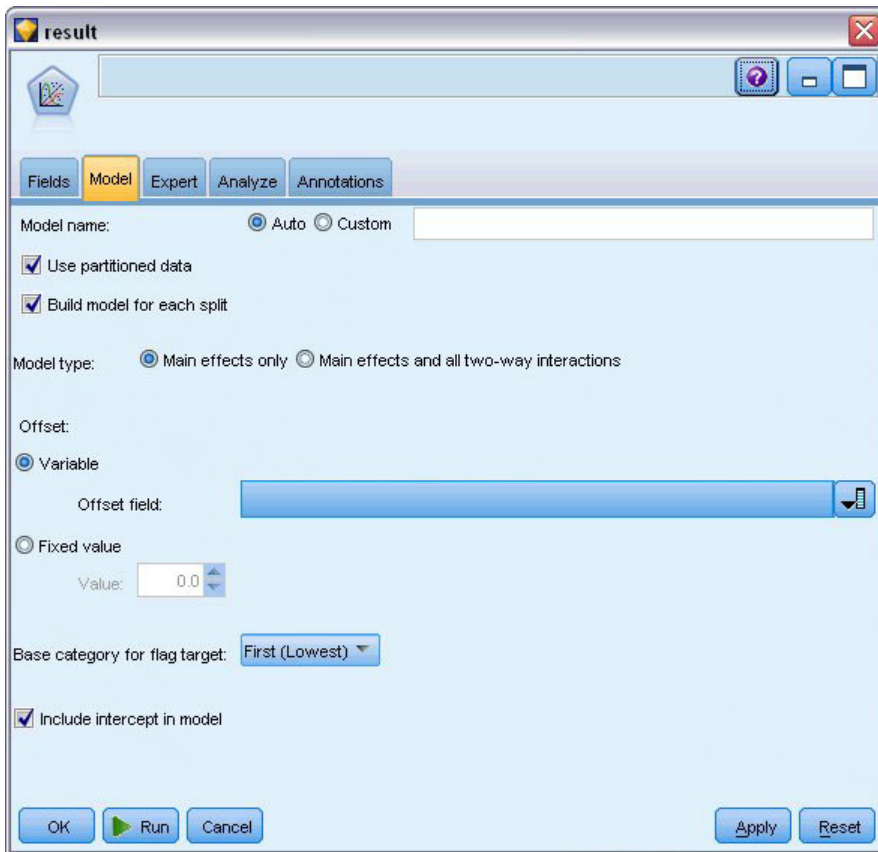 result
Fields Model Expert Analyze Annotations
Model name: Auto Custom
Use partitioned data
Build model for each split
Model type: Main effects only Main effects and all two-way interactions
Offset:
Variable
Offset field:
Fixed value
Value: 0.0
Base category for flag target: First (Lowest)
Include intercept in model
OK Run Cancel Apply Reset